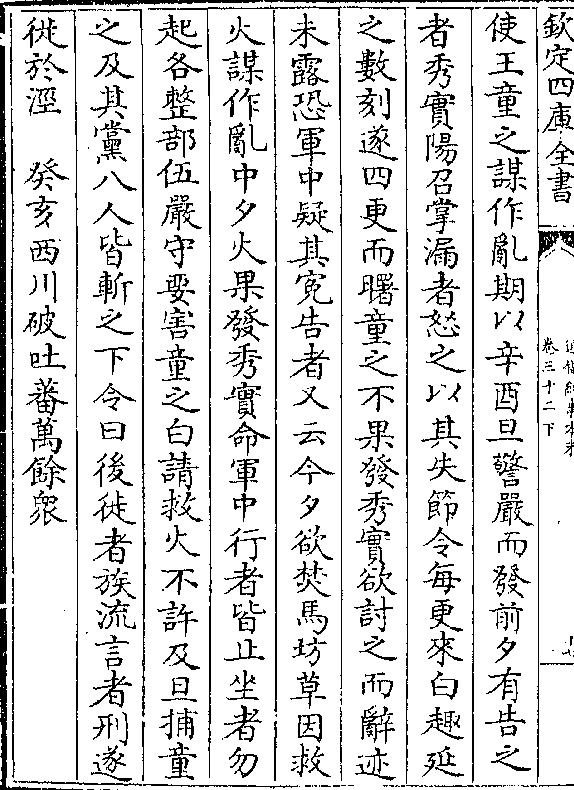 欽定四庫全書
通鑑紀事本末
卷三十二下
使王童之謀作亂期以辛酉旦警嚴而發前夕有告之
者秀實陽召掌漏者怒之以其失節令每更來白趣延
之數刻遂四更而曙童之不果發秀實欲討之而辭迹
未露恐軍中疑其冤告者又云今夕欲焚馬坊草因救
火謀作亂中夕火果發秀實命軍中行者皆止坐者勿
起各整部伍嚴守要害童之白請救火不許及旦捕童
之及其黨八人皆斬之下令曰後徙者族流言者刑遂
徙於涇　癸亥西川破吐蕃萬餘衆